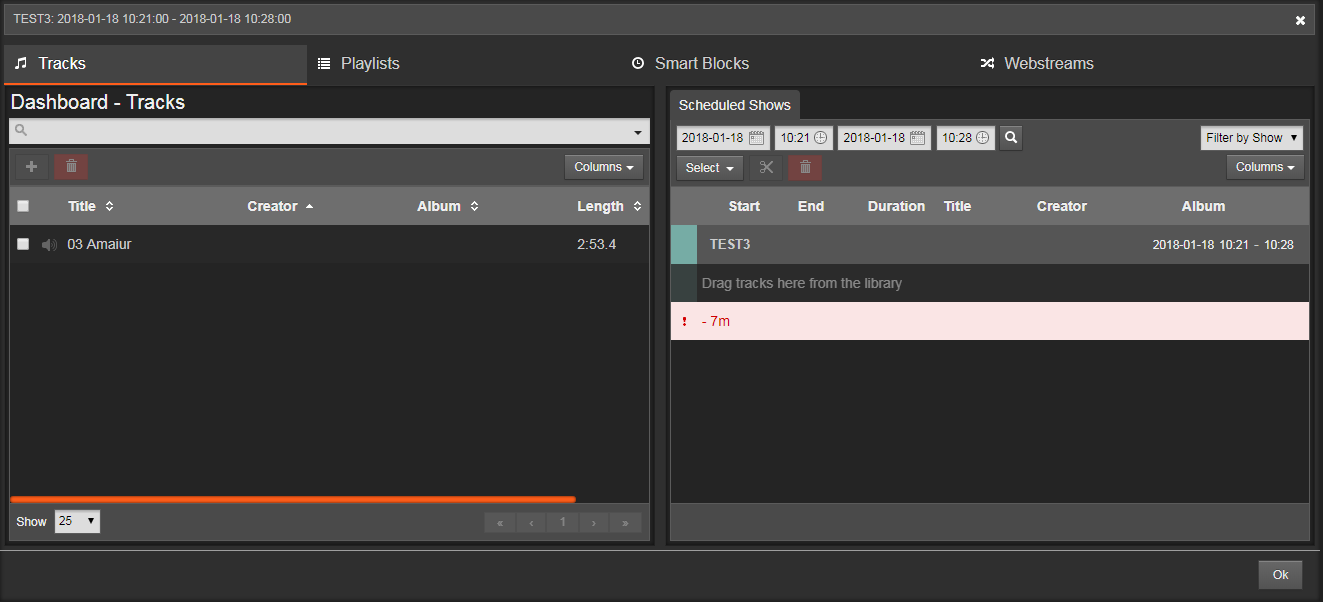 TEST3: 2018-01-18 10:21:00 - 2018-01-18 10:28:00
Tracks Playlists Smart Blocks Webstreams
Dashboard - Tracks
Columns
Title Creator Album Length
03 Amaiur 2:53.4
Show 25 « ‹ 1 › »
Scheduled Shows
2018-01-18 10:21 2018-01-18 10:28 Filter by Show
Select Columns
Start End Duration Title Creator Album
TEST3 2018-01-18 10:21 - 10:28
Drag tracks here from the library
! - 7m
Ok